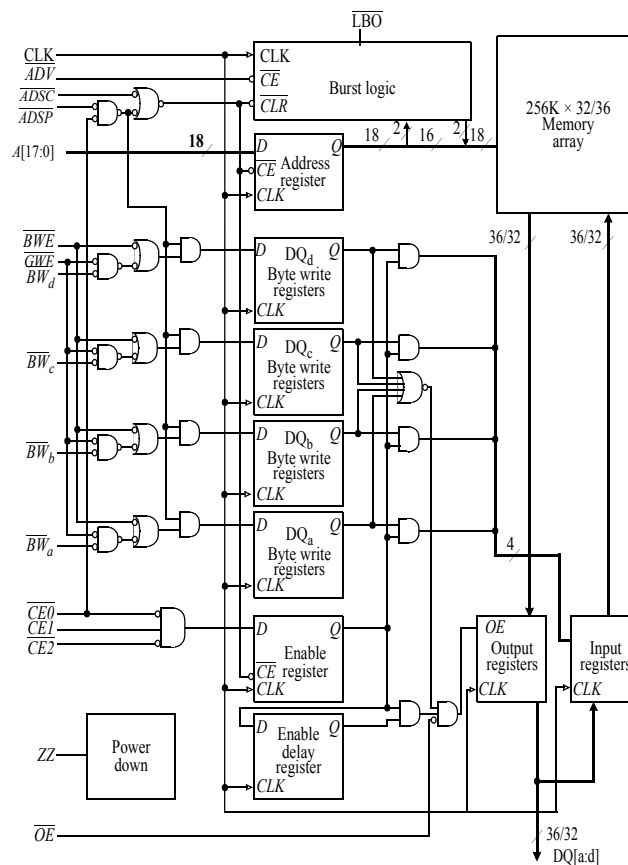 LBO
CLK
ADV
ADSC
ADSP
A[17:0]
18
CLK
CE
Burst logic
CLR
D
Q
Address
CE register
CLK
18
2
16
2
18
256K × 32/36
Memory
array
36/32
36/32
BWE
GWE
BWd
D DQd Q
Byte write
registers
CLK
BWc
D DQc Q
Byte write
registers
CLK
BWb
D DQb Q
Byte write
registers
CLK
BWa
D DQa Q
Byte write
registers
CLK
4
CE0
CE1
CE2
D Q
Enable
register
CE
CLK
OE
Output
registers
CLK
Input
registers
CLK
D Enable Q
delay
register
CLK
ZZ
Power
down
OE
36/32
DQ[a:d]